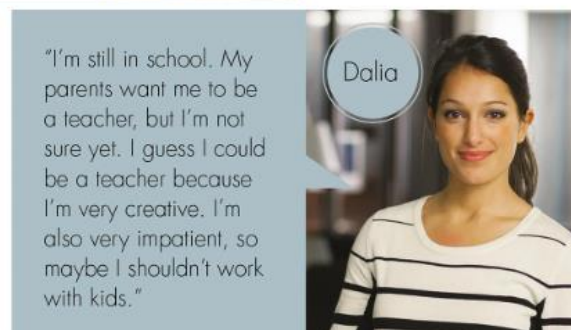 "I'm still in school. My
parents want me to be
a teacher, but I'm not
sure yet. I guess I could
be a teacher because
I'm very creative. I'm
also very impatient, so
maybe I shouldn't work
with kids."
Dalia